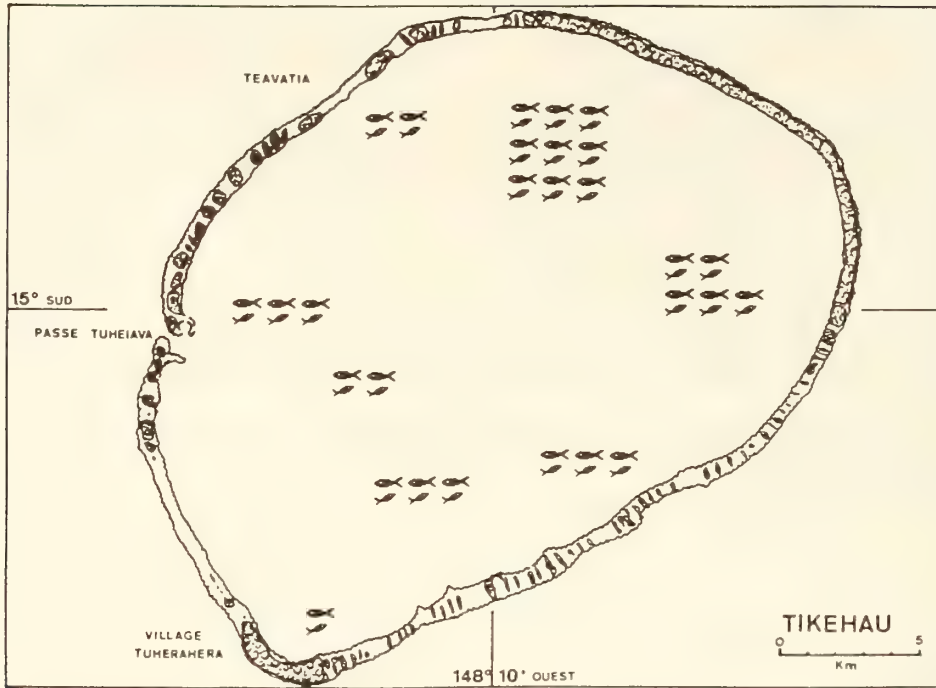 TEAVATIA
15° SUD
PASSE TUHEIAVA
VILLAGE
TUHERAHERA
148° 10' OUEST
TIKEHAU
0 5
Km